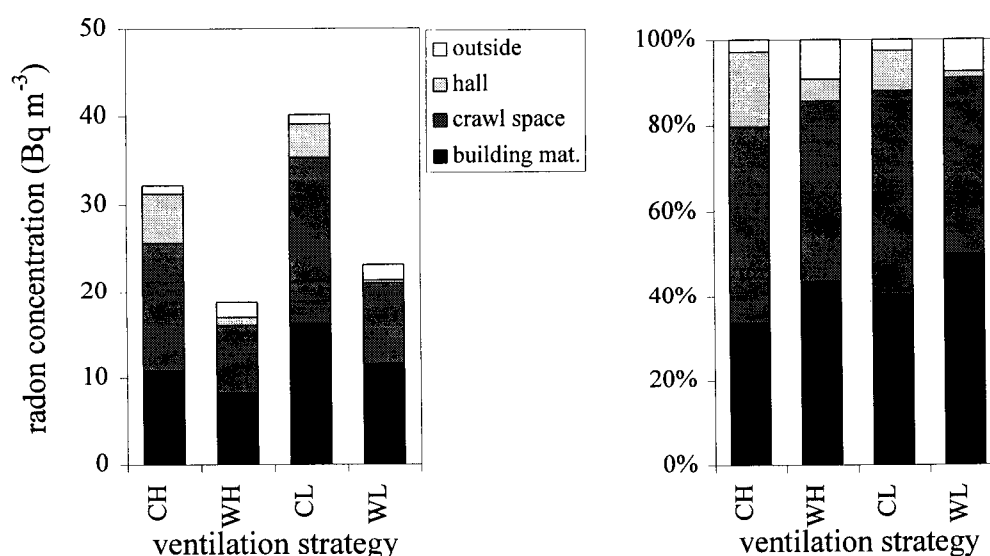 radon concentration (Bq m⁻³)
50
40
30
20
10
0
CH
WH
CL
WL
ventilation strategy
outside
hall
crawl space
building mat.
100%
80%
60%
40%
20%
0%
CH
WH
CL
WL
ventilation strategy